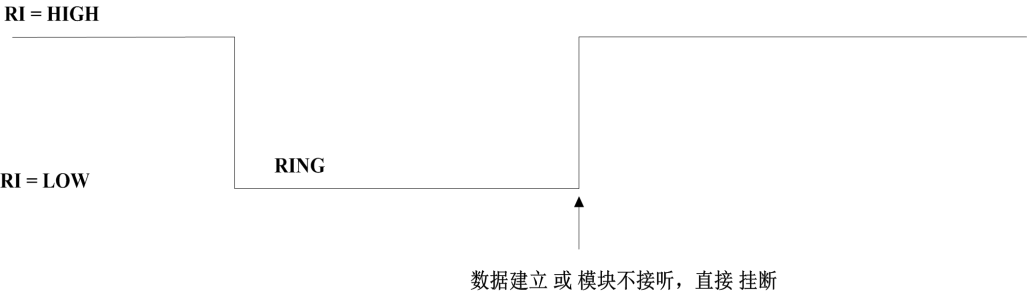 RI = HIGH
RING
RI = LOW
数据建立 或 模块不接听，直接 挂断